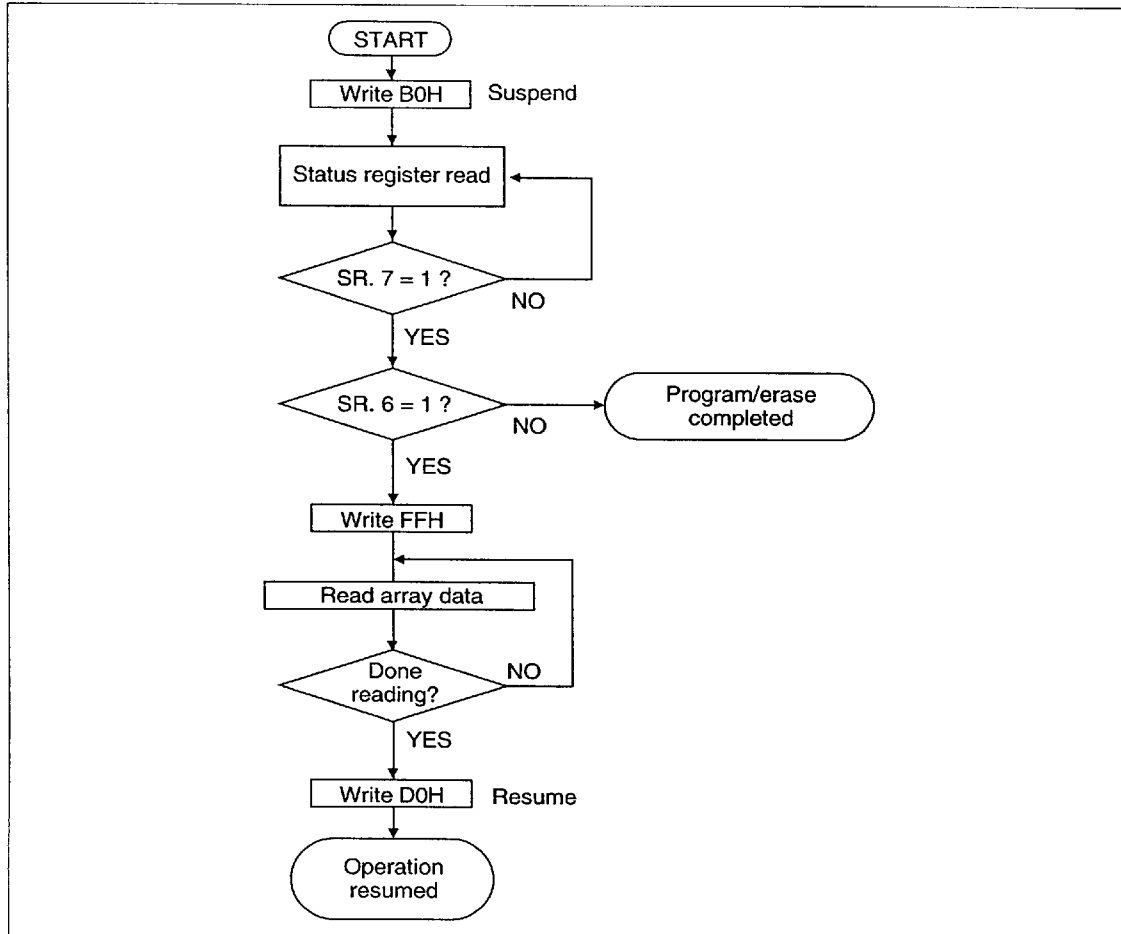 START
Write B0H
Suspend
Status register read
SR. 7 = 1 ?
NO
YES
SR. 6 = 1 ?
NO
Program/erase
completed
YES
Write FFH
Read array data
Done
reading?
NO
YES
Write D0H
Resume
Operation
resumed